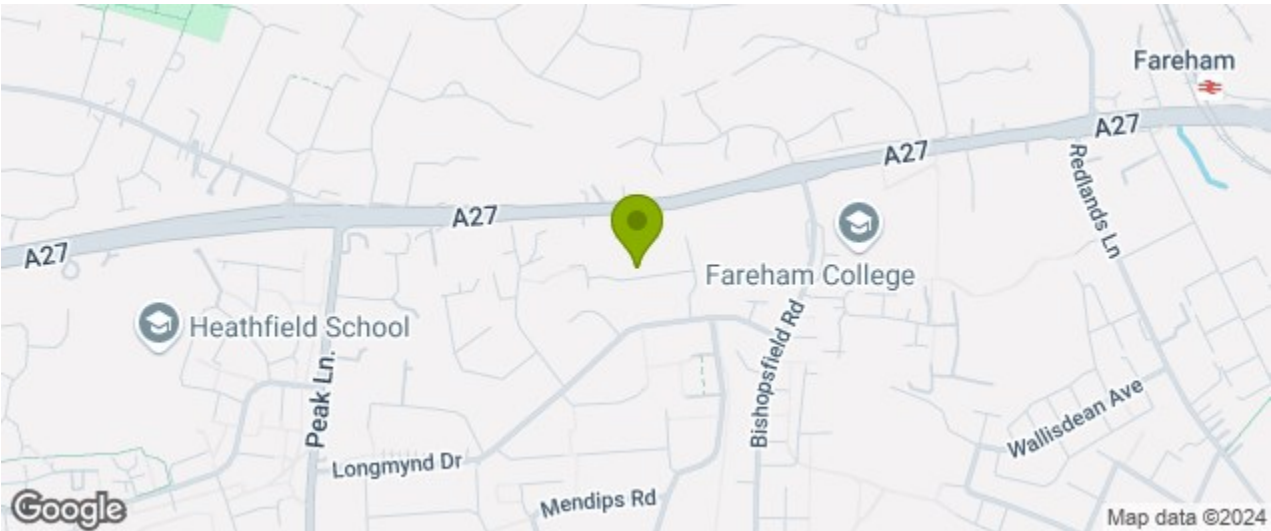 Fareham
A27
A27
A27
A27
Redlands Ln
Fareham College
Heathfield School
Peak Ln.
Bishopsfield Rd
Wallisdean Ave
Longmynd Dr
Mendips Rd
Google
Map data ©2024